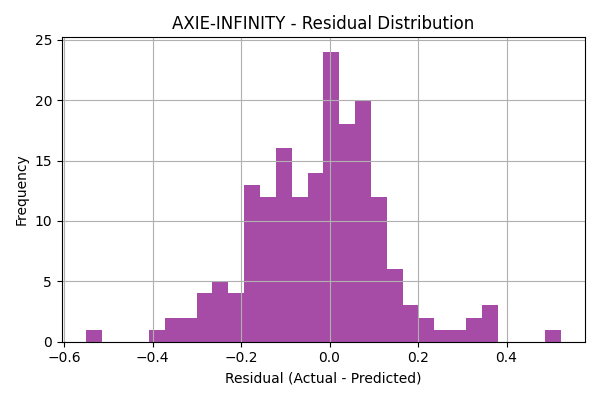 AXIE-INFINITY - Residual Distribution
Frequency
25
20
15
10
5
0
−0.6 −0.4 −0.2 0.0 0.2 0.4
Residual (Actual - Predicted)